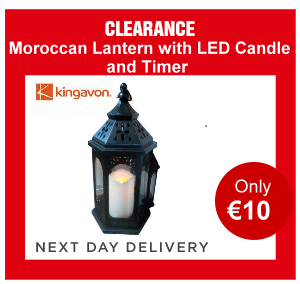 CLEARANCE
Moroccan Lantern with LED Candle
and Timer
kingavon.
Only
€10
NEXT DAY DELIVERY